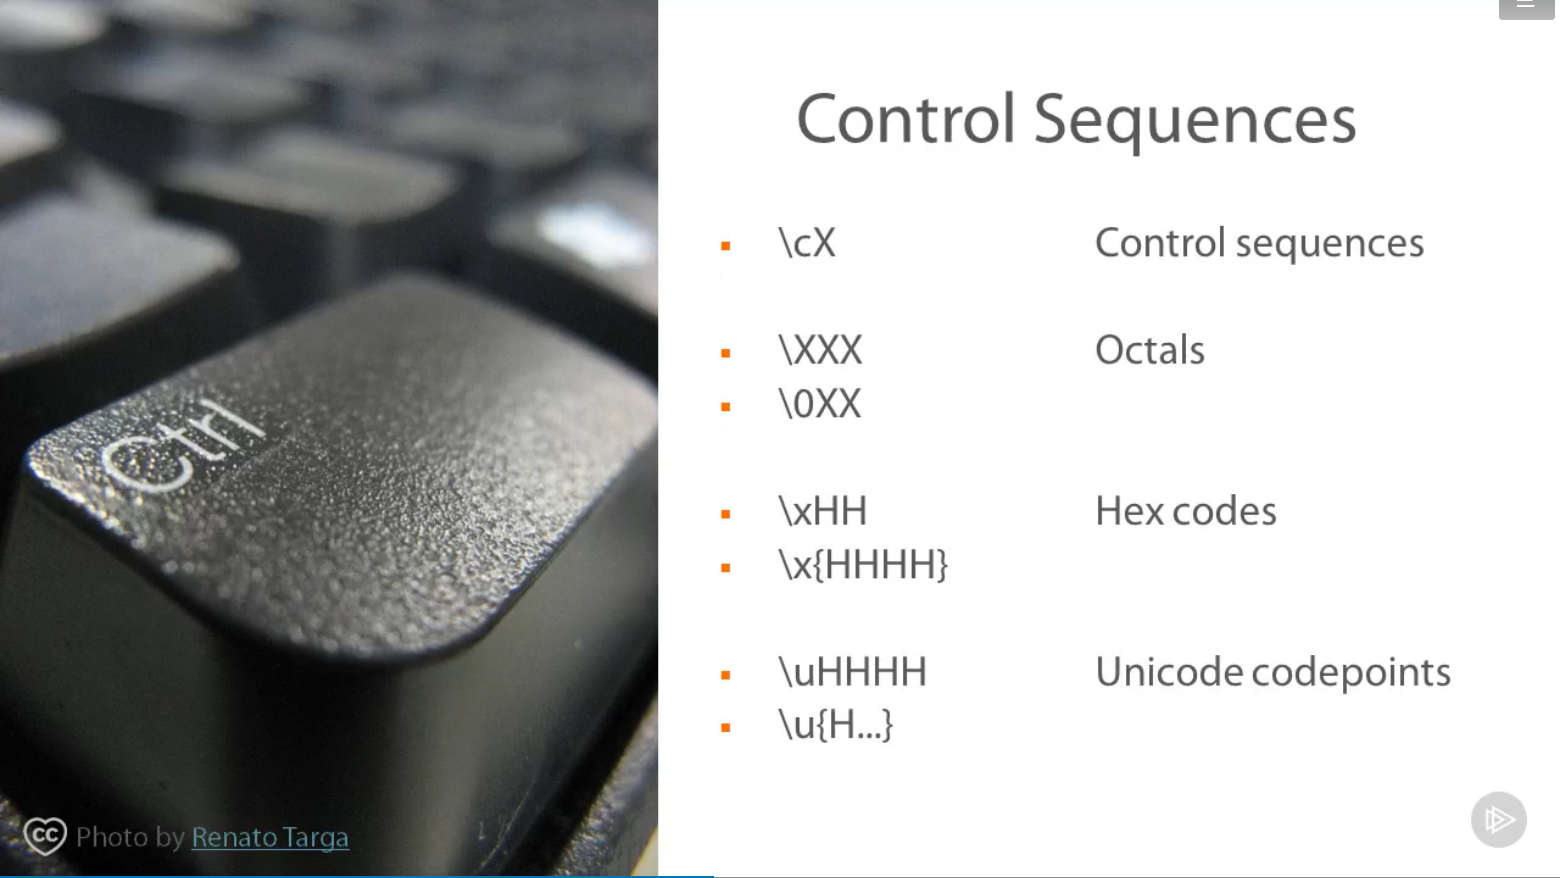 Control Sequences
\cX Control sequences
\XXX Octals
\0XX
\xHH Hex codes
\x{HHHH}
\uHHHH Unicode codepoints
\u{H...}
Ctrl
cc Photo by Renato Targa